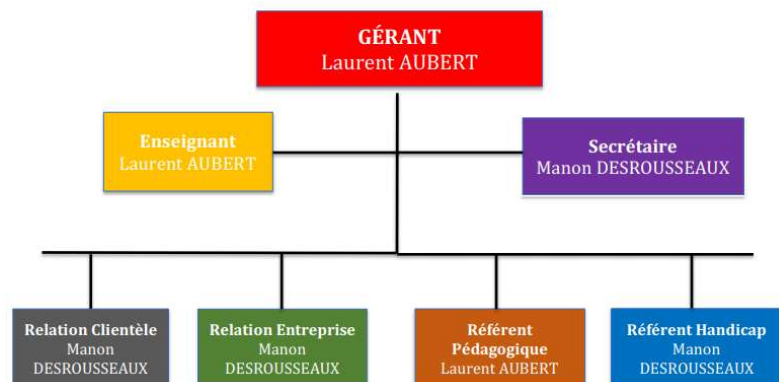 GÉRANT
Laurent AUBERT
Enseignant
Laurent AUBERT
Secrétaire
Manon DESROUSSEAUX
Relation Clientèle
Manon
DESROUSSEAUX
Relation Entreprise
Manon
DESROUSSEAUX
Référent
Pédagogique
Laurent AUBERT
Référent Handicap
Manon
DESROUSSEAUX